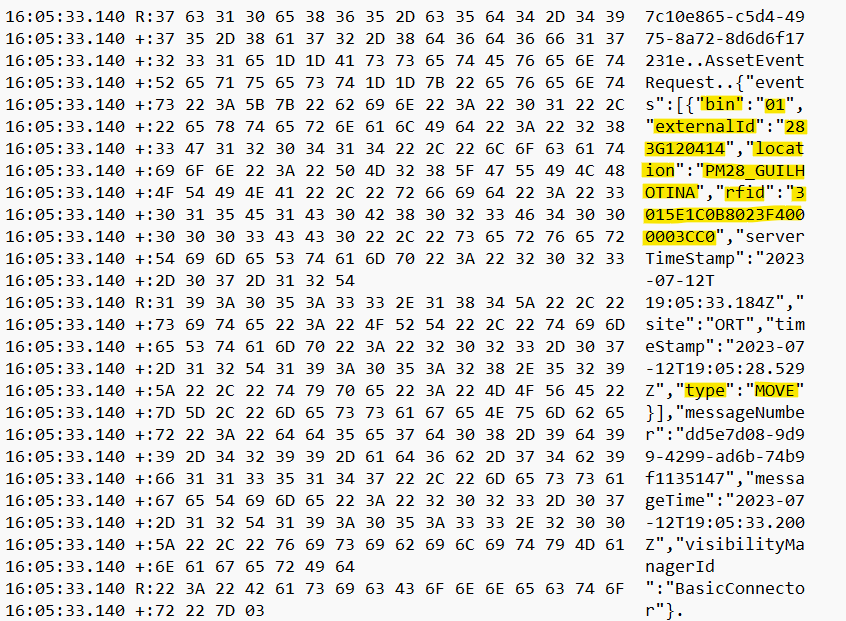 16:05:33.140 R:37 63 31 30 65 38 36 35 2D 63 35 64 34 2D 34 39 7c10e865-c5d4-49
16:05:33.140 +:37 35 2D 38 61 37 32 2D 38 64 36 64 36 66 31 37 75-8a72-8d6d6f17
16:05:33.140 +:32 33 31 65 1D 1D 41 73 73 65 74 45 76 65 6E 74 231e..AssetEvent
16:05:33.140 +:52 65 71 75 65 73 74 1D 1D 7B 22 65 76 65 6E 74 Request..{"event
16:05:33.140 +:73 22 3A 5B 7B 22 62 69 6E 22 3A 22 30 31 22 2C s":[{"bin":"01",
16:05:33.140 +:22 65 78 74 65 72 6E 61 6C 49 64 22 3A 22 32 38 "externalId":"28
16:05:33.140 +:33 47 31 32 30 34 31 34 22 2C 22 6C 6F 63 61 74 3G120414","locat
16:05:33.140 +:69 6F 6E 22 3A 22 50 4D 32 38 5F 47 55 49 4C 48 ion":"PM28_GUILH
16:05:33.140 +:4F 54 49 4E 41 22 2C 22 72 66 69 64 22 3A 22 33 OTINA","rfid":"3
16:05:33.140 +:30 31 35 45 31 43 30 42 38 30 32 33 46 34 30 30 015E1C0B8023F400
16:05:33.140 +:30 30 30 33 43 43 30 22 2C 22 73 65 72 76 65 72 0003CC0","server
16:05:33.140 +:54 69 6D 65 53 74 61 6D 70 22 3A 22 32 30 32 33 TimeStamp":"2023
16:05:33.140 +:2D 30 37 2D 31 32 54 -07-12T
16:05:33.140 R:31 39 3A 30 35 3A 33 33 2E 31 38 34 5A 22 2C 22 19:05:33.184Z","
16:05:33.140 +:73 69 74 65 22 3A 22 4F 52 54 22 2C 22 74 69 6D site":"ORT","tim
16:05:33.140 +:65 53 74 61 6D 70 22 3A 22 32 30 32 33 2D 30 37 eStamp":"2023-07
16:05:33.140 +:2D 31 32 54 31 39 3A 30 35 3A 32 38 2E 35 32 39 -12T19:05:28.529
16:05:33.140 +:5A 22 2C 22 74 79 70 65 22 3A 22 4D 4F 56 45 22 Z","type":"MOVE"
16:05:33.140 +:7D 5D 2C 22 6D 65 73 73 61 67 65 4E 75 6D 62 65 }],"messageNumbe
16:05:33.140 +:72 22 3A 22 64 64 35 65 37 64 30 38 2D 39 64 39 r":"dd5e7d08-9d9
16:05:33.140 +:39 2D 34 32 39 39 2D 61 64 36 62 2D 37 34 62 39 9-4299-ad6b-74b9
16:05:33.140 +:66 31 31 33 35 31 34 37 22 2C 22 6D 65 73 73 61 f1135147","messa
16:05:33.140 +:67 65 54 69 6D 65 22 3A 22 32 30 32 33 2D 30 37 geTime":"2023-07
16:05:33.140 +:2D 31 32 54 31 39 3A 30 35 3A 33 33 2E 32 30 30 -12T19:05:33.200
16:05:33.140 +:5A 22 2C 22 76 69 73 69 62 69 6C 69 74 79 4D 61 Z","visibilityMa
16:05:33.140 +:6E 61 67 65 72 49 64 nagerId
16:05:33.140 R:22 3A 22 42 61 73 69 63 43 6F 6E 6E 65 63 74 6F ":"BasicConnecto
16:05:33.140 +:72 22 7D 03 r"}.